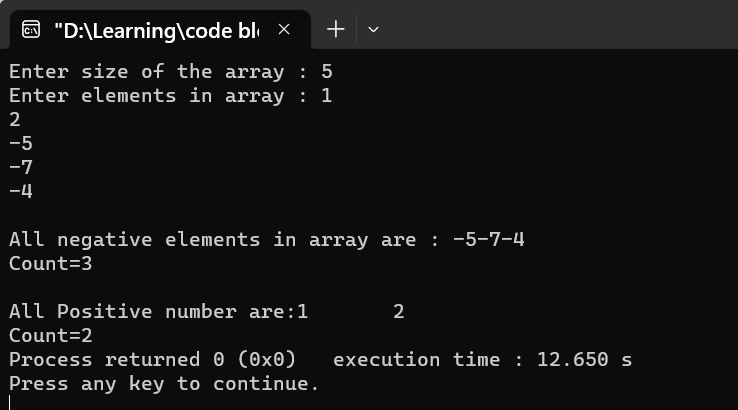 "D:\Learning\code bl
Enter size of the array : 5
Enter elements in array : 1
2
-5
-7
-4
All negative elements in array are : -5-7-4
Count=3
All Positive number are:1       2
Count=2
Process returned 0 (0x0)   execution time : 12.650 s
Press any key to continue.